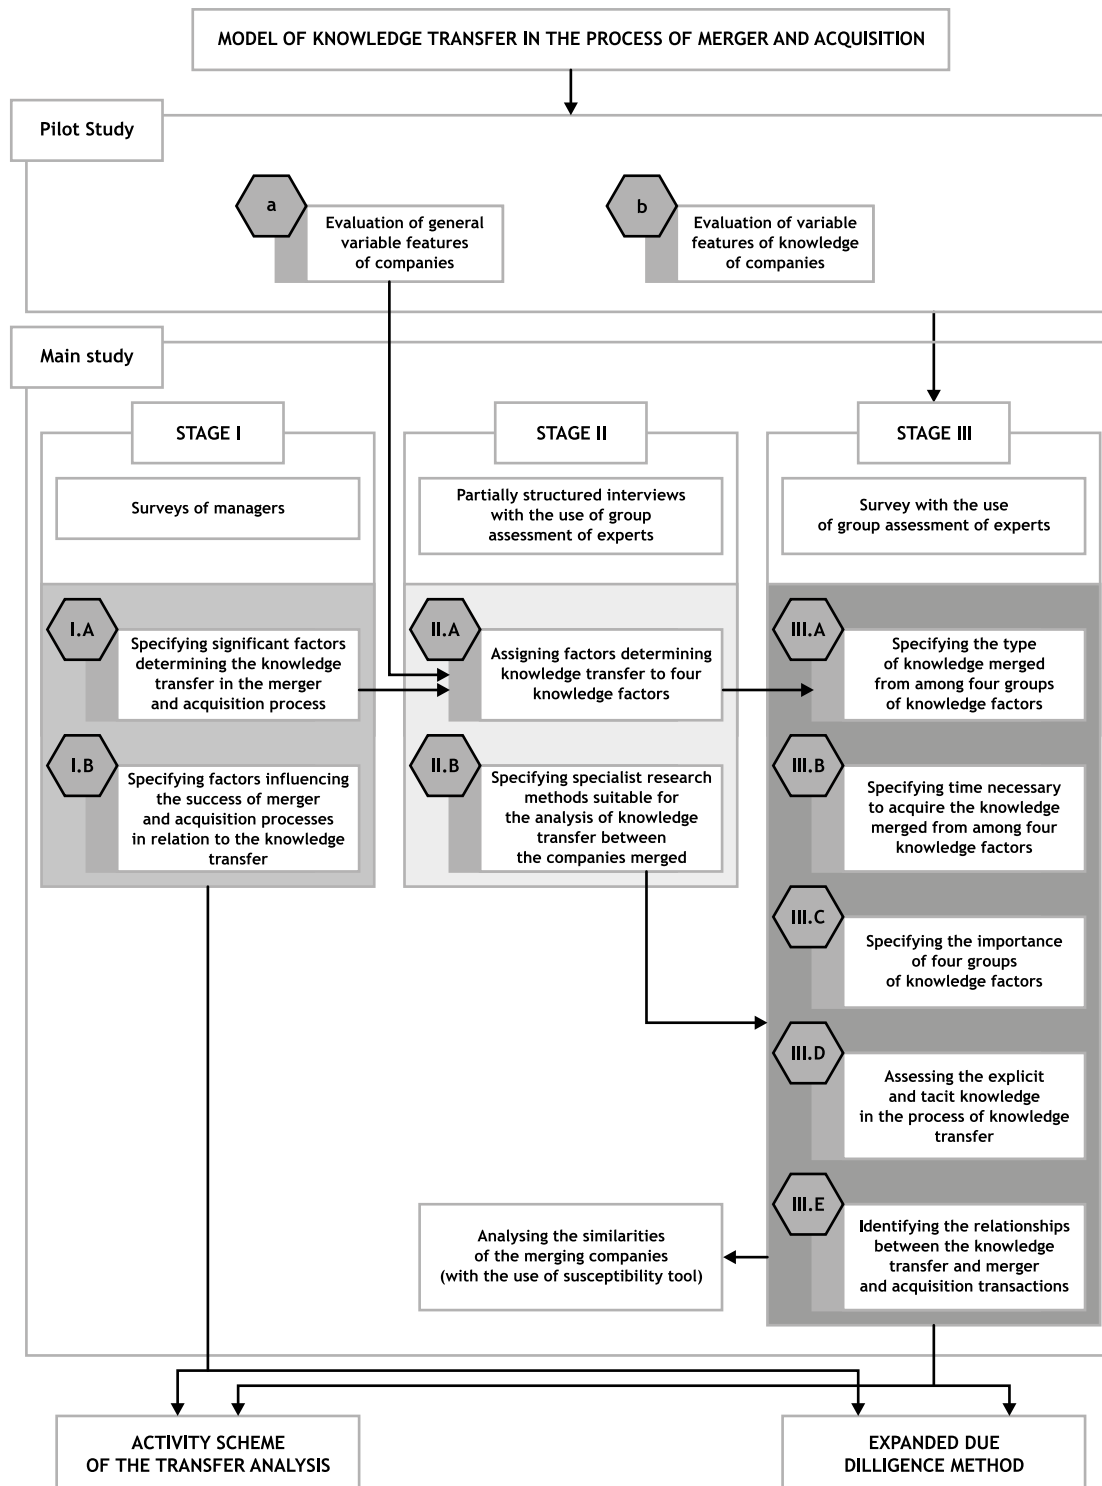 MODEL OF KNOWLEDGE TRANSFER IN THE PROCESS OF MERGER AND ACQUISITION
Pilot Study
a
Evaluation of general
variable features
of companies
b
Evaluation of variable
features of knowledge
of companies
Main study
STAGE I
Surveys of managers
I.A
Specifying significant factors
determining the knowledge
transfer in the merger
and acquisition process
I.B
Specifying factors influencing
the success of merger
and acquisition processes
in relation to the knowledge
transfer
STAGE II
Partially structured interviews
with the use of group
assessment of experts
II.A
Assigning factors determining
knowledge transfer to four
knowledge factors
II.B
Specifying specialist research
methods suitable for
the analysis of knowledge
transfer between
the companies merged
STAGE III
Survey with the use
of group assessment of experts
III.A
Specifying the type
of knowledge merged
from among four groups
of knowledge factors
III.B
Specifying time necessary
to acquire the knowledge
merged from among four
knowledge factors
III.C
Specifying the importance
of four groups
of knowledge factors
III.D
Assessing the explicit
and tacit knowledge
in the process of knowledge
transfer
III.E
Identifying the relationships
between the knowledge
transfer and merger
and acquisition transactions
Analysing the similarities
of the merging companies
(with the use of susceptibility tool)
ACTIVITY SCHEME
OF THE TRANSFER ANALYSIS
EXPANDED DUE
DILLIGENCE METHOD